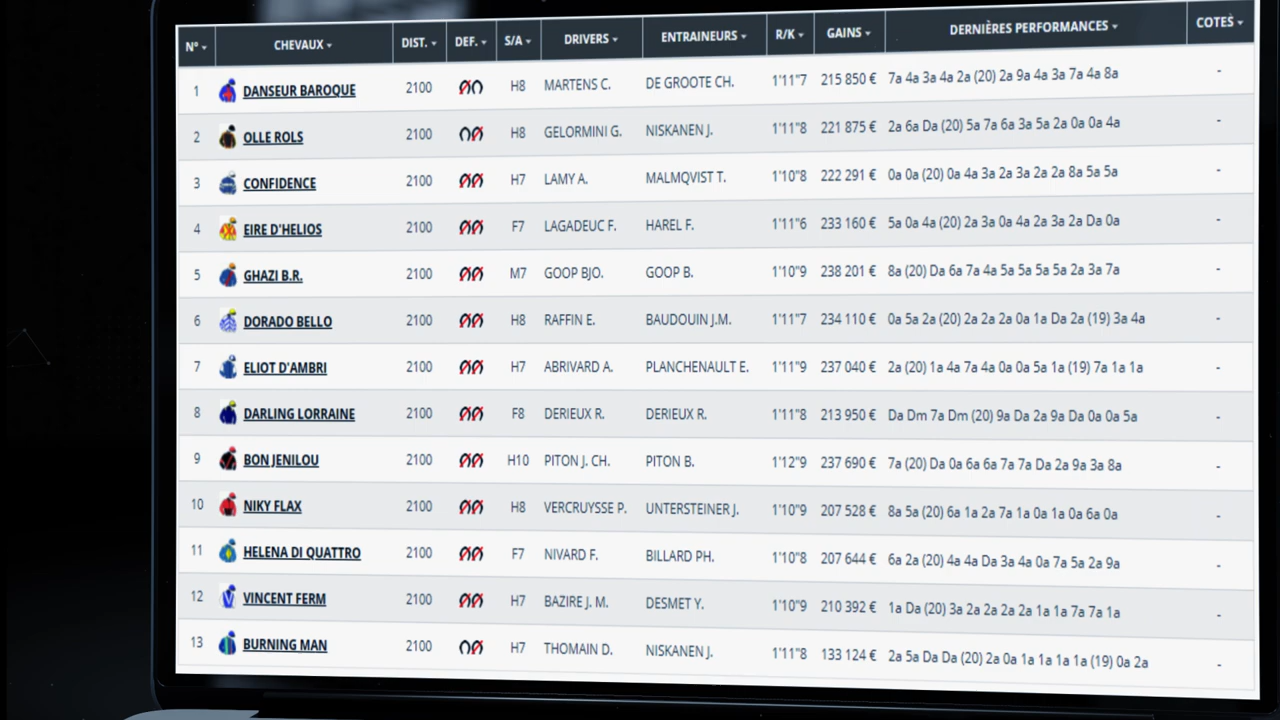 N° CHEVAUX DIST. DEF. S/A DRIVERS ENTRAINEURS R/K GAINS DERNIÈRES PERFORMANCES COTES
1 DANSEUR BAROQUE 2100 H8 MARTENS C. DE GROOTE CH. 1'11"7 215 850 € 7a 4a 3a 4a 2a (20) 2a 9a 4a 3a 7a 4a 8a -
2 OLLE ROLS 2100 H8 GELORMINI G. NISKANEN J. 1'11"8 221 875 € 2a 6a Da (20) 5a 7a 6a 3a 5a 2a 0a 0a 4a -
3 CONFIDENCE 2100 H7 LAMY A. MALMQVIST T. 1'10"8 222 291 € 0a 0a (20) 0a 4a 3a 2a 3a 2a 2a 8a 5a 5a -
4 EIRE D'HELIOS 2100 F7 LAGADEUC F. HAREL F. 1'11"6 233 160 € 5a 0a 4a (20) 2a 3a 0a 4a 2a 3a 2a Da 0a -
5 GHAZI B.R. 2100 M7 GOOP BJO. GOOP B. 1'10"9 238 201 € 8a (20) Da 6a 7a 4a 5a 5a 5a 5a 2a 3a 7a -
6 DORADO BELLO 2100 H8 RAFFIN E. BAUDOUIN J.M. 1'11"7 234 110 € 0a 5a 2a (20) 2a 2a 2a 0a 1a Da 2a (19) 3a 4a -
7 ELIOT D'AMBRI 2100 H7 ABRIVARD A. PLANCHENAULT E. 1'11"9 237 040 € 2a (20) 1a 4a 7a 4a 0a 0a 5a 1a (19) 7a 1a 1a -
8 DARLING LORRAINE 2100 F8 DERIEUX R. DERIEUX R. 1'11"8 213 950 € Da Dm 7a Dm (20) 9a Da 2a 9a Da 0a 0a 5a -
9 BON JENILOU 2100 H10 PITON J. CH. PITON B. 1'12"9 237 690 € 7a (20) Da 0a 6a 6a 7a 7a Da 2a 9a 3a 8a -
10 NIKY FLAX 2100 H8 VERCRUYSSE P. UNTERSTEINER J. 1'10"9 207 528 € 8a 5a (20) 6a 1a 2a 7a 1a 0a 1a 0a 6a 0a -
11 HELENA DI QUATTRO 2100 F7 NIVARD F. BILLARD PH. 1'10"8 207 644 € 6a 2a (20) 4a 4a Da 3a 4a 0a 7a 5a 2a 9a -
12 VINCENT FERM 2100 H7 BAZIRE J. M. DESMET Y. 1'10"9 210 392 € 1a Da (20) 3a 2a 2a 2a 2a 1a 1a 7a 7a 1a -
13 BURNING MAN 2100 H7 THOMAIN D. NISKANEN J. 1'11"8 133 124 € 2a 5a Da Da (20) 2a 0a 1a 1a 1a 1a (19) 0a 2a -